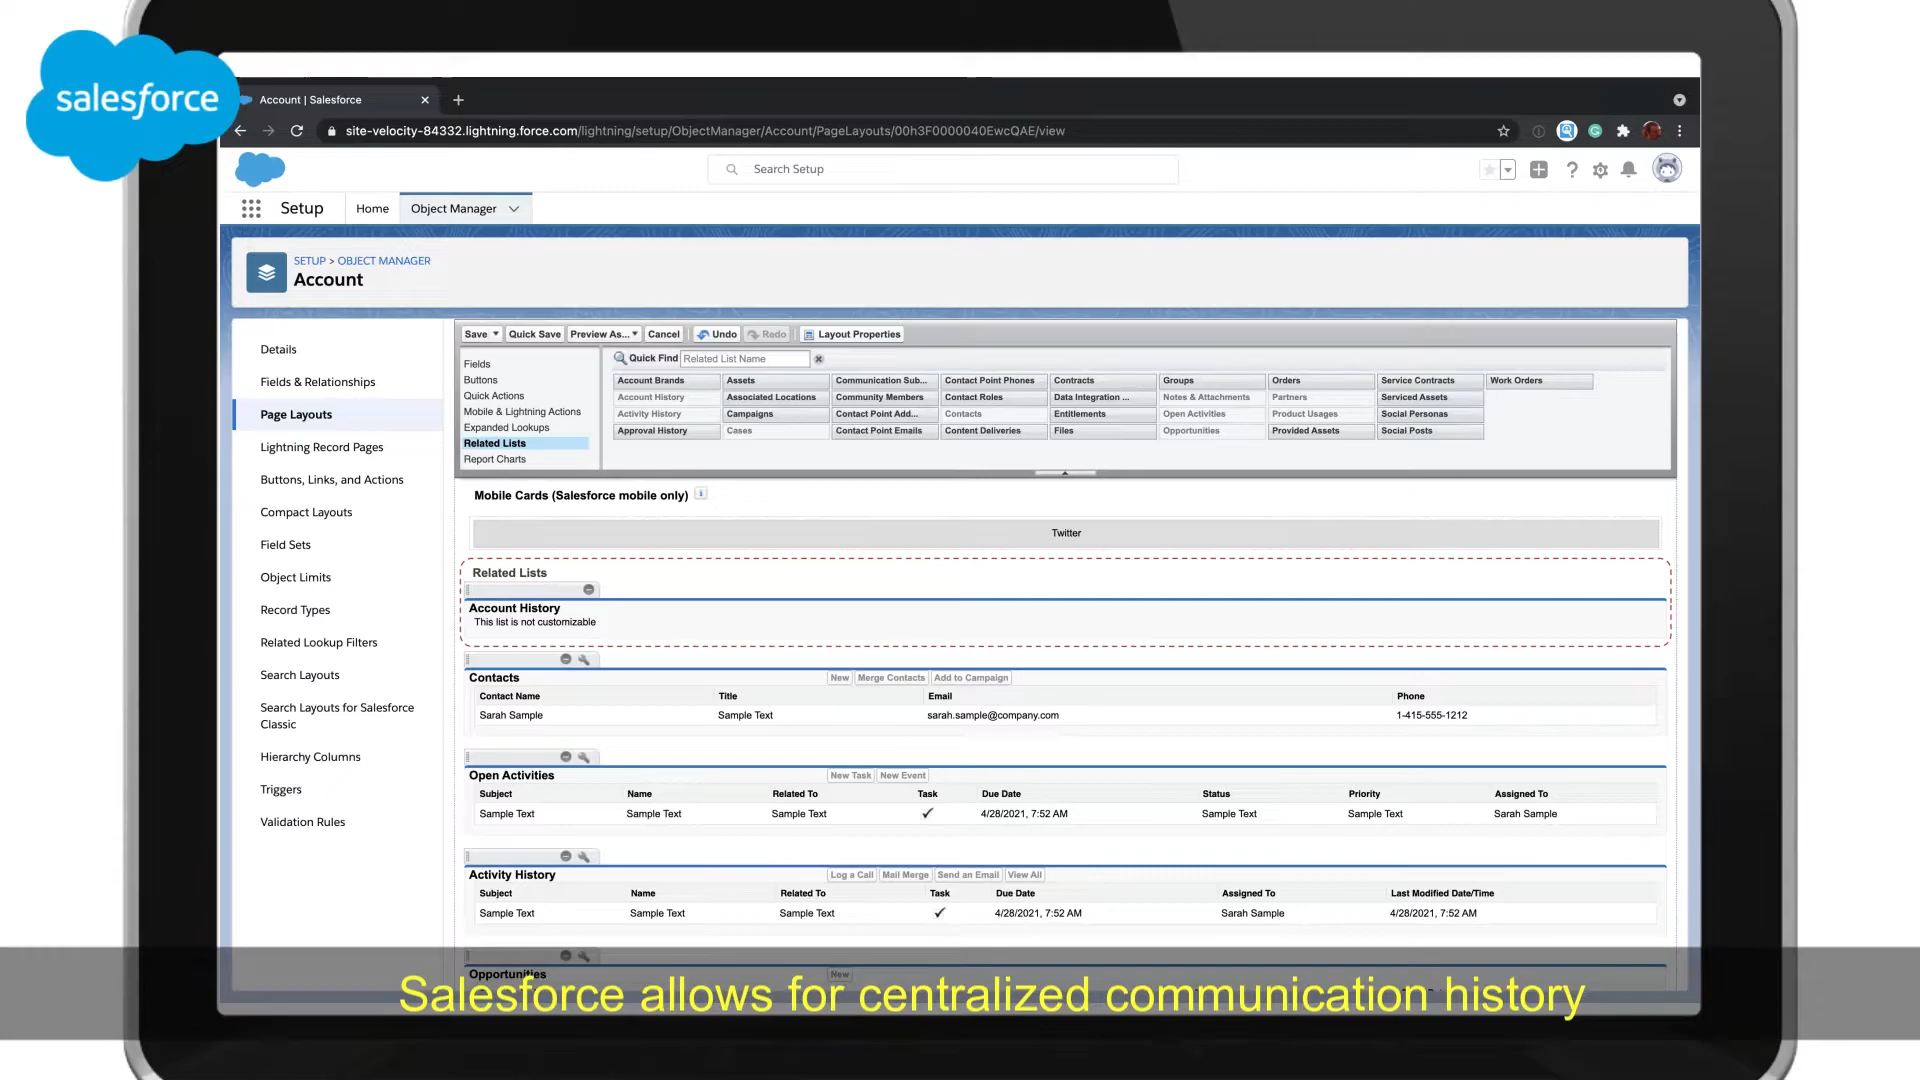 salesforce
Account | Salesforce
site-velocity-84332.lightning.force.com/lightning/setup/ObjectManager/Account/PageLayouts/00h3F0000040EwcQAE/view
Search Setup
Setup Home Object Manager
SETUP > OBJECT MANAGER
Account
Details
Fields & Relationships
Page Layouts
Lightning Record Pages
Buttons, Links, and Actions
Compact Layouts
Field Sets
Object Limits
Record Types
Related Lookup Filters
Search Layouts
Search Layouts for Salesforce
Classic
Hierarchy Columns
Triggers
Validation Rules
Save Quick Save Preview As... Cancel Undo Redo Layout Properties
Fields
Buttons
Quick Actions
Mobile & Lightning Actions
Expanded Lookups
Related Lists
Report Charts
Quick Find Related List Name
Account Brands Assets Communication Sub... Contact Point Phones Contracts Groups Orders Service Contracts Work Orders
Account History Associated Locations Community Members Contact Roles Data Integration ... Notes & Attachments Partners Serviced Assets
Activity History Campaigns Contact Point Add... Contacts Entitlements Open Activities Product Usages Social Personas
Approval History Cases Contact Point Emails Content Deliveries Files Opportunities Provided Assets Social Posts
Mobile Cards (Salesforce mobile only)
Twitter
Related Lists
Account History
This list is not customizable
Contacts New Merge Contacts Add to Campaign
Contact Name Title Email Phone
Sarah Sample Sample Text sarah.sample@company.com 1-415-555-1212
Open Activities New Task New Event
Subject Name Related To Task Due Date Status Priority Assigned To
Sample Text Sample Text Sample Text 4/28/2021, 7:52 AM Sample Text Sample Text Sarah Sample
Activity History Log a Call Mail Merge Send an Email View All
Subject Name Related To Task Due Date Assigned To Last Modified Date/Time
Sample Text Sample Text Sample Text 4/28/2021, 7:52 AM Sarah Sample 4/28/2021, 7:52 AM
Opportunities New
Salesforce allows for centralized communication history